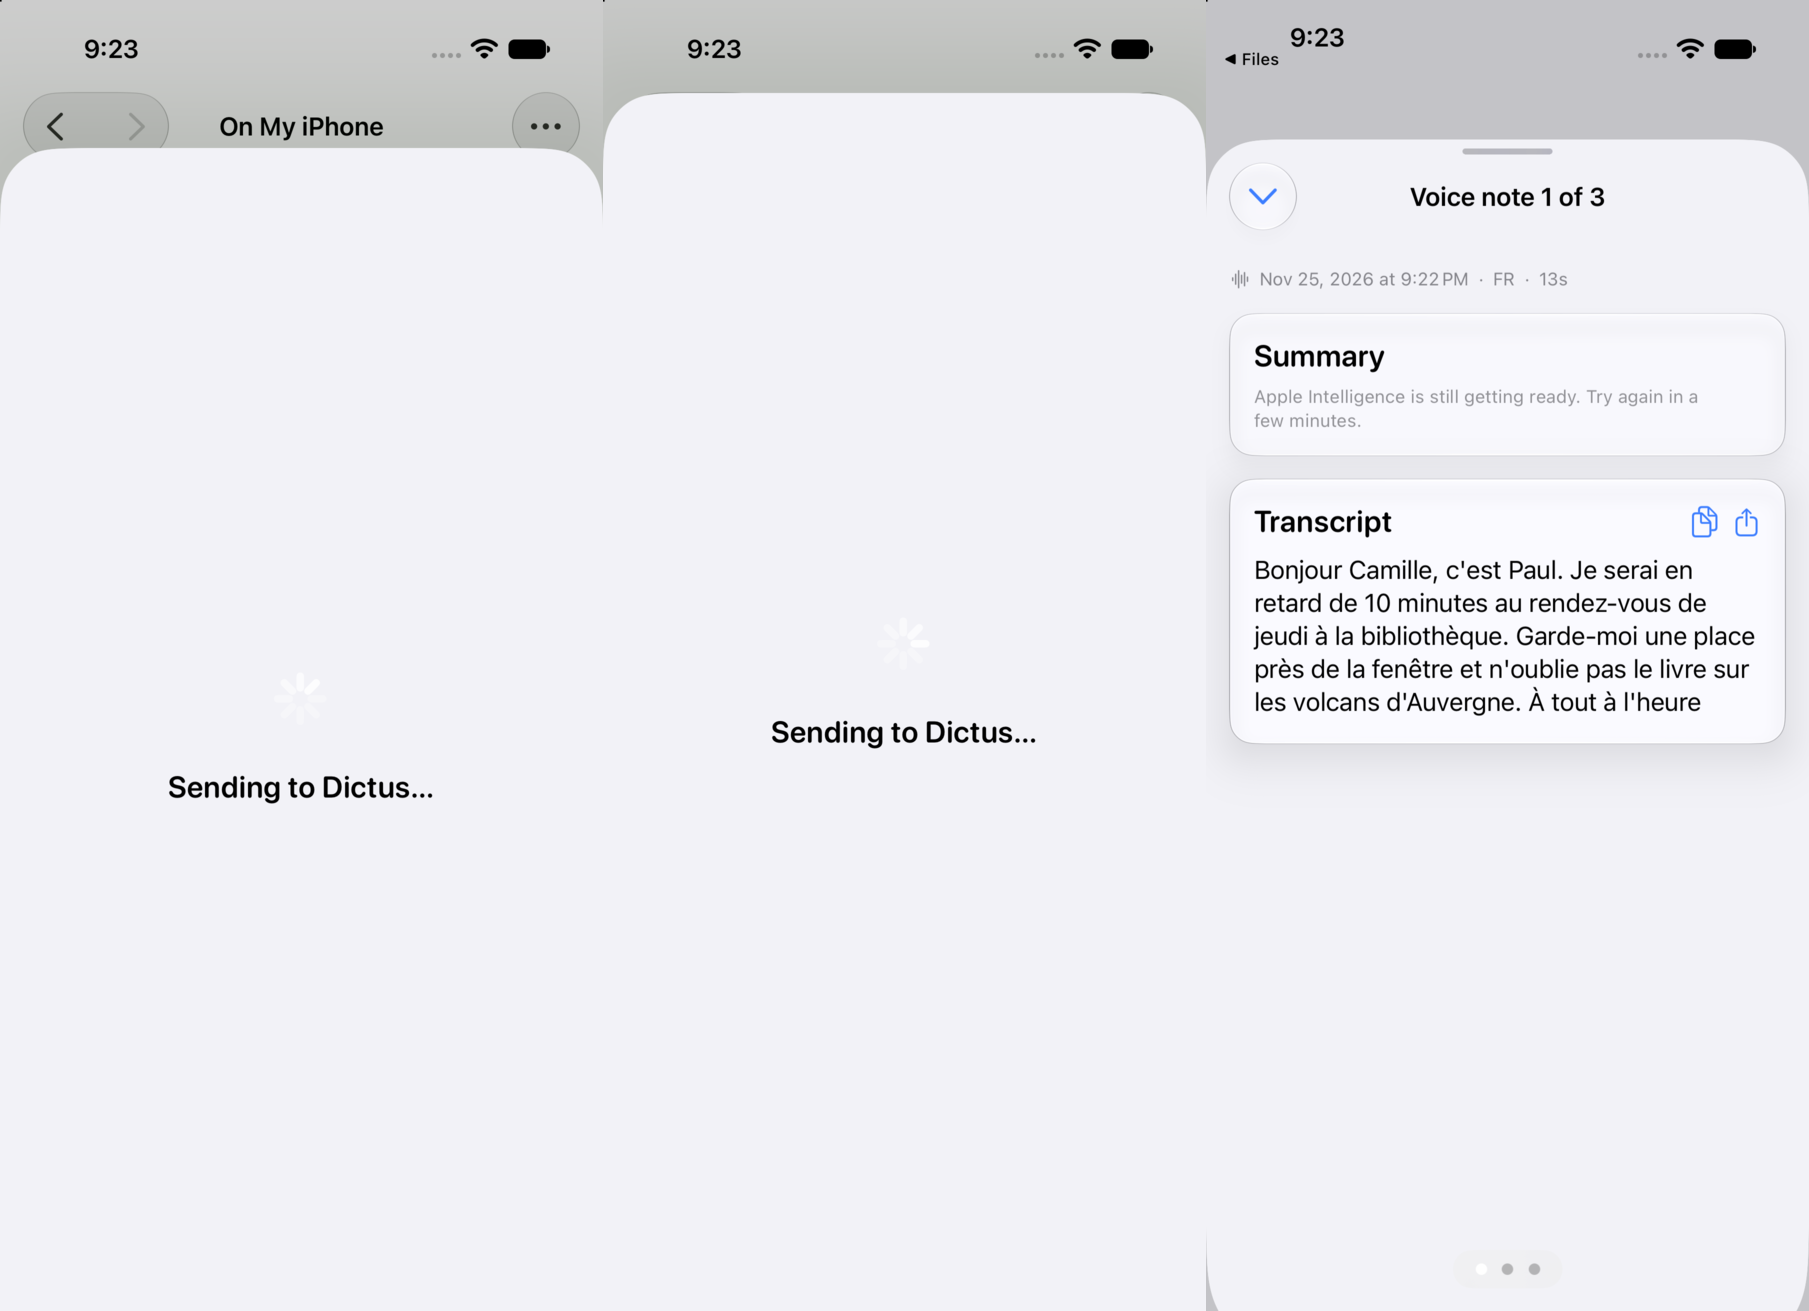 9:23
On My iPhone
Sending to Dictus...
9:23
Sending to Dictus...
9:23
◀ Files
Voice note 1 of 3
Nov 25, 2026 at 9:22 PM · FR · 13s
Summary
Apple Intelligence is still getting ready. Try again in a
few minutes.
Transcript
Bonjour Camille, c'est Paul. Je serai en
retard de 10 minutes au rendez-vous de
jeudi à la bibliothèque. Garde-moi une place
près de la fenêtre et n'oublie pas le livre sur
les volcans d'Auvergne. À tout à l'heure